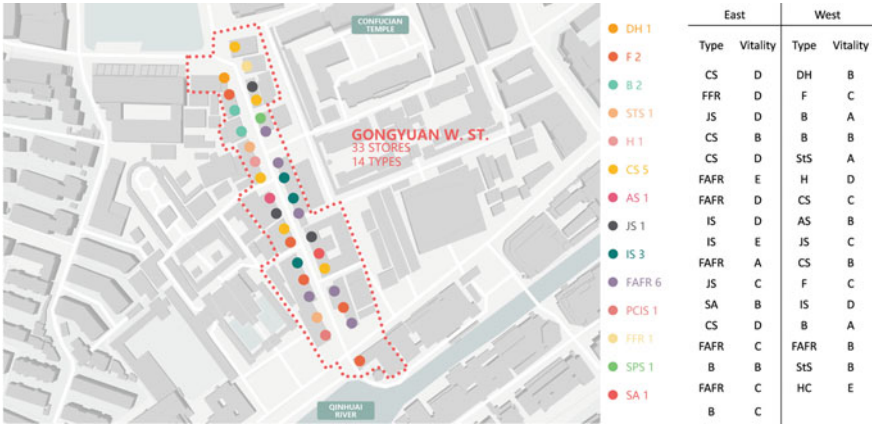 CONFUCIAN
TEMPLE
GONGYUAN W. ST.
33 STORES
14 TYPES
QINHUAI
RIVER
DH 1
F 2
B 2
STS 1
H 1
CS 5
AS 1
JS 1
IS 3
FAFR 6
PCIS 1
FFR 1
SPS 1
SA 1
East West
Type Vitality Type Vitality
CS D DH B
FFR D F C
JS D B A
CS B B B
CS D StS A
FAFR E H D
FAFR D CS C
IS D AS B
IS E JS C
FAFR A CS B
JS C F C
SA B IS D
CS D B A
FAFR C FAFR B
B B StS B
FAFR C HC E
B C